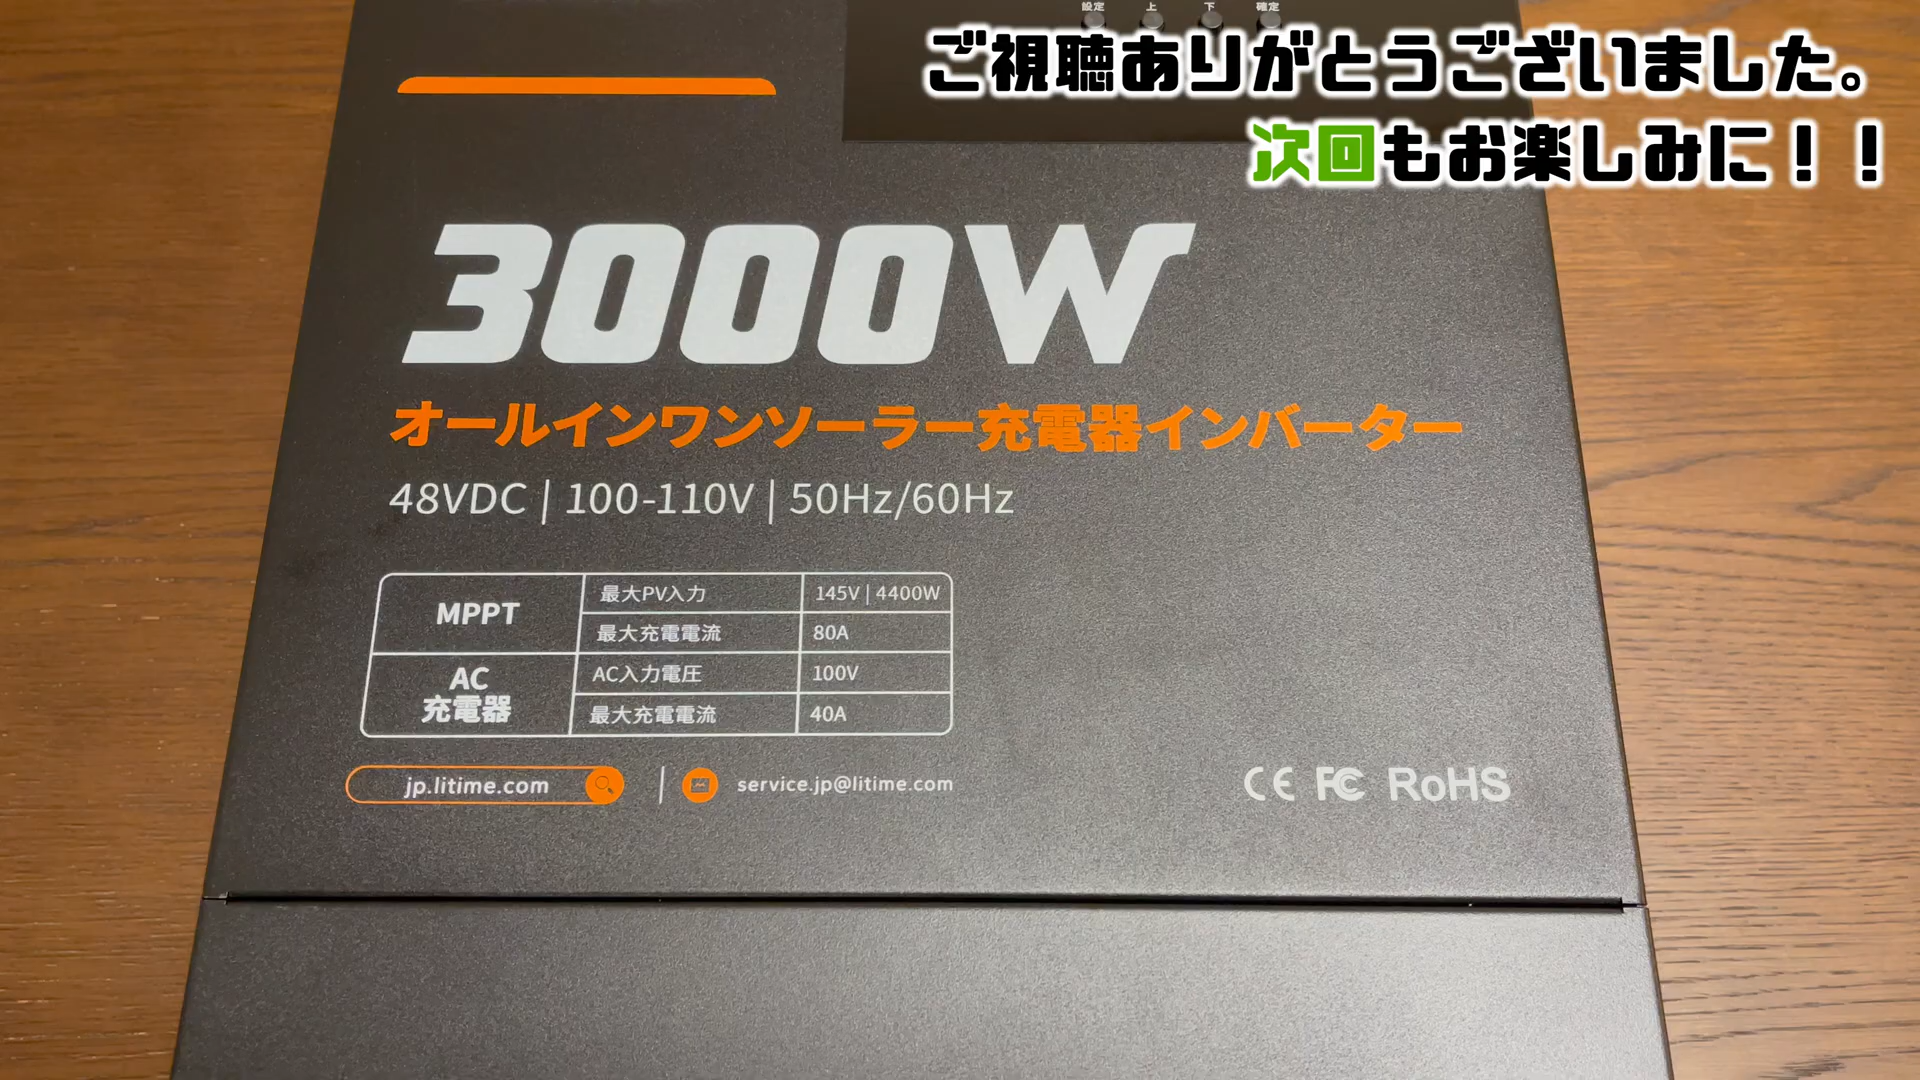 設定 上 下 確定
ご視聴ありがとうございました。
次回もお楽しみに！！
3000W
オールインワンソーラー充電器インバーター
48VDC | 100-110V | 50Hz/60Hz
MPPT
最大PV入力 145V | 4400W
最大充電電流 80A
AC
充電器
AC入力電圧 100V
最大充電電流 40A
jp.litime.com | service.jp@litime.com
CE FC RoHS